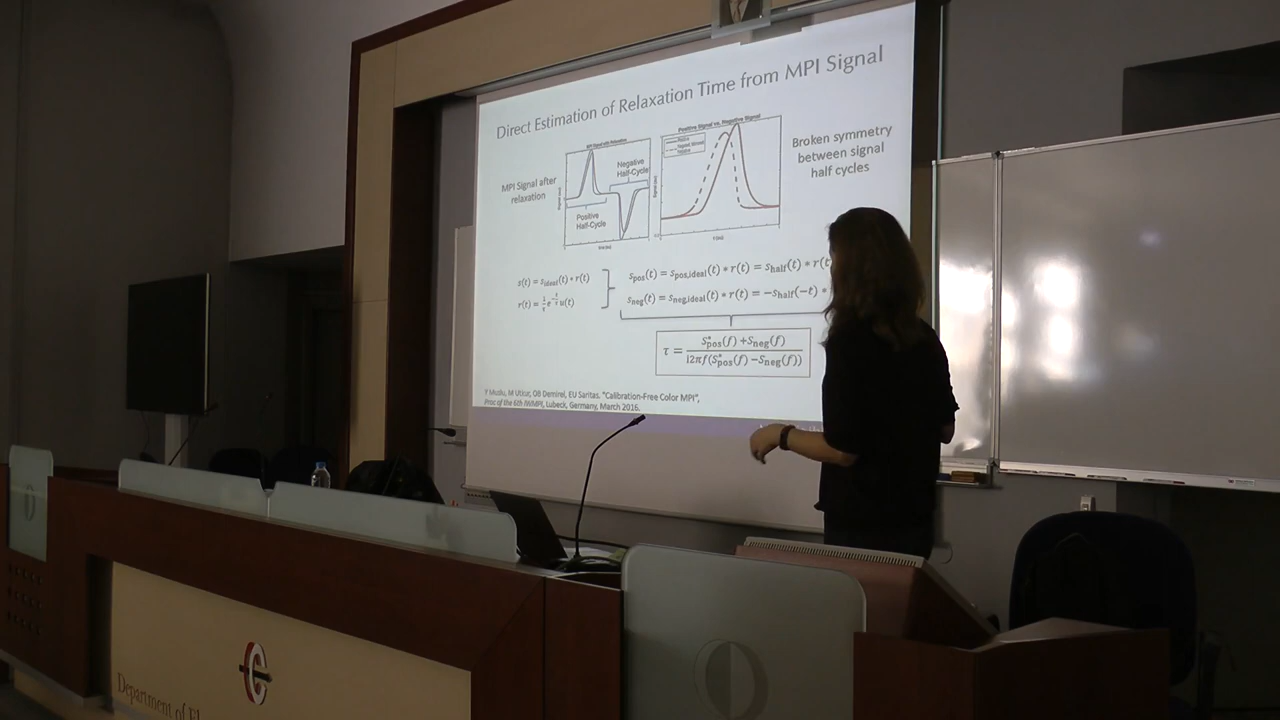 Direct Estimation of Relaxation Time from MPI Signal
MPI Signal after
relaxation
Positive
Half-Cycle
Negative
Half-Cycle
Positive Signal vs. Negative Signal
Broken symmetry
between signal
half cycles
s(t) = s_ideal(t) * r(t)
r(t) = 1/τ e^(-t/τ) u(t)
s_pos(t) = s_pos,ideal(t) * r(t) = s_half(t) * r(t
s_neg(t) = s_neg,ideal(t) * r(t) = −s_half(−t) *
τ = (S*_pos(f) + S_neg(f)) / (i2πf(S*_pos(f) − S_neg(f)))
Y Muslu, M Utkur, OB Demirel, EU Saritas. "Calibration-Free Color MPI",
Proc of the 6th IWMPI, Lubeck, Germany, March 2016.
Department of El